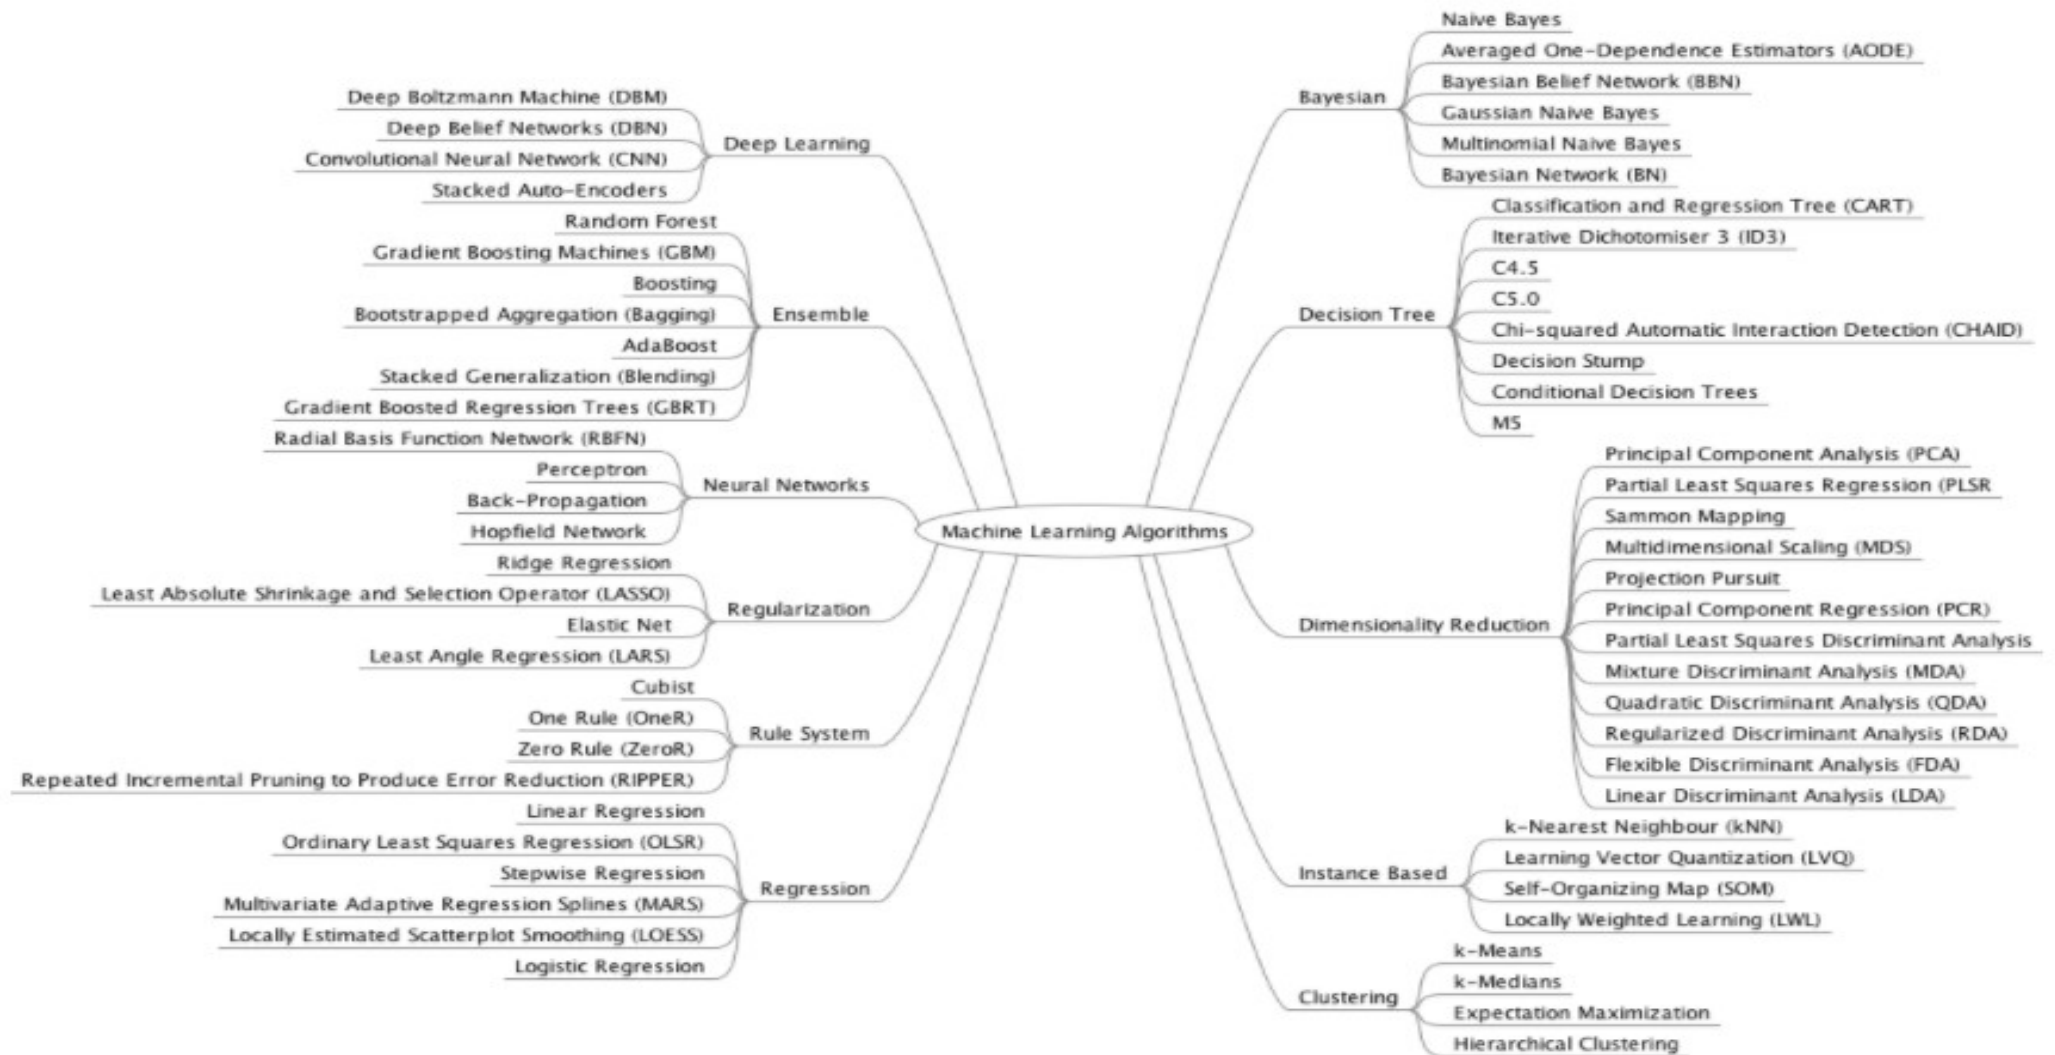 Machine Learning Algorithms
Deep Learning
Deep Boltzmann Machine (DBM)
Deep Belief Networks (DBN)
Convolutional Neural Network (CNN)
Stacked Auto-Encoders
Ensemble
Random Forest
Gradient Boosting Machines (GBM)
Boosting
Bootstrapped Aggregation (Bagging)
AdaBoost
Stacked Generalization (Blending)
Gradient Boosted Regression Trees (GBRT)
Neural Networks
Radial Basis Function Network (RBFN)
Perceptron
Back-Propagation
Hopfield Network
Regularization
Ridge Regression
Least Absolute Shrinkage and Selection Operator (LASSO)
Elastic Net
Least Angle Regression (LARS)
Rule System
Cubist
One Rule (OneR)
Zero Rule (ZeroR)
Repeated Incremental Pruning to Produce Error Reduction (RIPPER)
Regression
Linear Regression
Ordinary Least Squares Regression (OLSR)
Stepwise Regression
Multivariate Adaptive Regression Splines (MARS)
Locally Estimated Scatterplot Smoothing (LOESS)
Logistic Regression
Bayesian
Naive Bayes
Averaged One-Dependence Estimators (AODE)
Bayesian Belief Network (BBN)
Gaussian Naive Bayes
Multinomial Naive Bayes
Bayesian Network (BN)
Decision Tree
Classification and Regression Tree (CART)
Iterative Dichotomiser 3 (ID3)
C4.5
C5.0
Chi-squared Automatic Interaction Detection (CHAID)
Decision Stump
Conditional Decision Trees
M5
Dimensionality Reduction
Principal Component Analysis (PCA)
Partial Least Squares Regression (PLSR
Sammon Mapping
Multidimensional Scaling (MDS)
Projection Pursuit
Principal Component Regression (PCR)
Partial Least Squares Discriminant Analysis
Mixture Discriminant Analysis (MDA)
Quadratic Discriminant Analysis (QDA)
Regularized Discriminant Analysis (RDA)
Flexible Discriminant Analysis (FDA)
Linear Discriminant Analysis (LDA)
Instance Based
k-Nearest Neighbour (kNN)
Learning Vector Quantization (LVQ)
Self-Organizing Map (SOM)
Locally Weighted Learning (LWL)
Clustering
k-Means
k-Medians
Expectation Maximization
Hierarchical Clustering